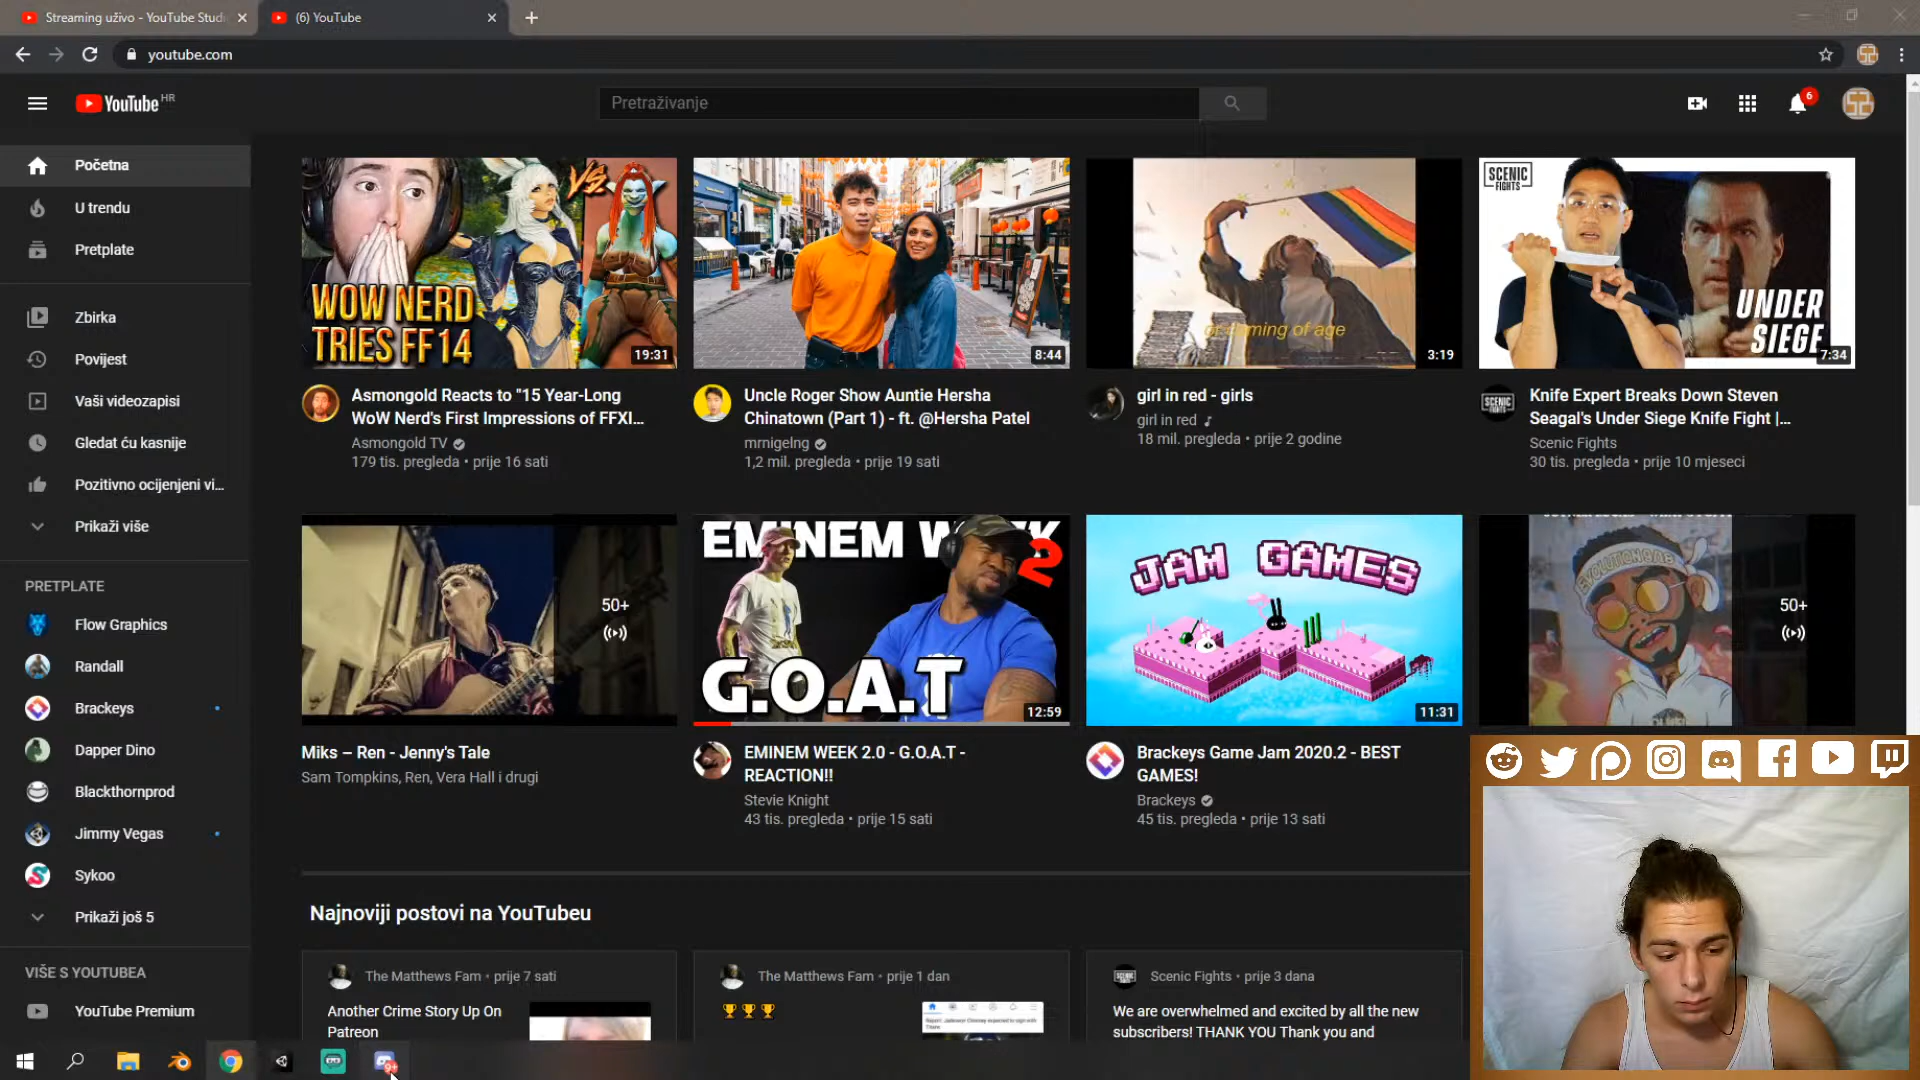 Streaming uživo - YouTube Stud
(6) YouTube
youtube.com
YouTube HR
Pretraživanje
6
Početna
U trendu
Pretplate
Zbirka
Povijest
Vaši videozapisi
Gledat ću kasnije
Pozitivno ocijenjeni vi...
Prikaži više
PRETPLATE
Flow Graphics
Randall
Brackeys
Dapper Dino
Blackthornprod
Jimmy Vegas
Sykoo
Prikaži još 5
VIŠE S YOUTUBEA
YouTube Premium
VS.
WOW NERD
TRIES FF14
19:31
Asmongold Reacts to "15 Year-Long
WoW Nerd's First Impressions of FFXI...
Asmongold TV
179 tis. pregleda • prije 16 sati
8:44
Uncle Roger Show Auntie Hersha
Chinatown (Part 1) - ft. @Hersha Patel
mrnigelng
1,2 mil. pregleda • prije 19 sati
coming of age
3:19
girl in red - girls
girl in red
18 mil. pregleda • prije 2 godine
SCENIC
FIGHTS
UNDER
SIEGE
7:34
Knife Expert Breaks Down Steven
Seagal's Under Siege Knife Fight |...
Scenic Fights
30 tis. pregleda • prije 10 mjeseci
50+
Miks – Ren - Jenny's Tale
Sam Tompkins, Ren, Vera Hall i drugi
EMINEM WEEK
2
G.O.A.T
12:59
EMINEM WEEK 2.0 - G.O.A.T -
REACTION!!
Stevie Knight
43 tis. pregleda • prije 15 sati
JAM GAMES
11:31
Brackeys Game Jam 2020.2 - BEST
GAMES!
Brackeys
45 tis. pregleda • prije 13 sati
50+
Najnoviji postovi na YouTubeu
The Matthews Fam • prije 7 sati
Another Crime Story Up On
Patreon
The Matthews Fam • prije 1 dan
Scenic Fights • prije 3 dana
We are overwhelmed and excited by all the new
subscribers! THANK YOU Thank you and
9+